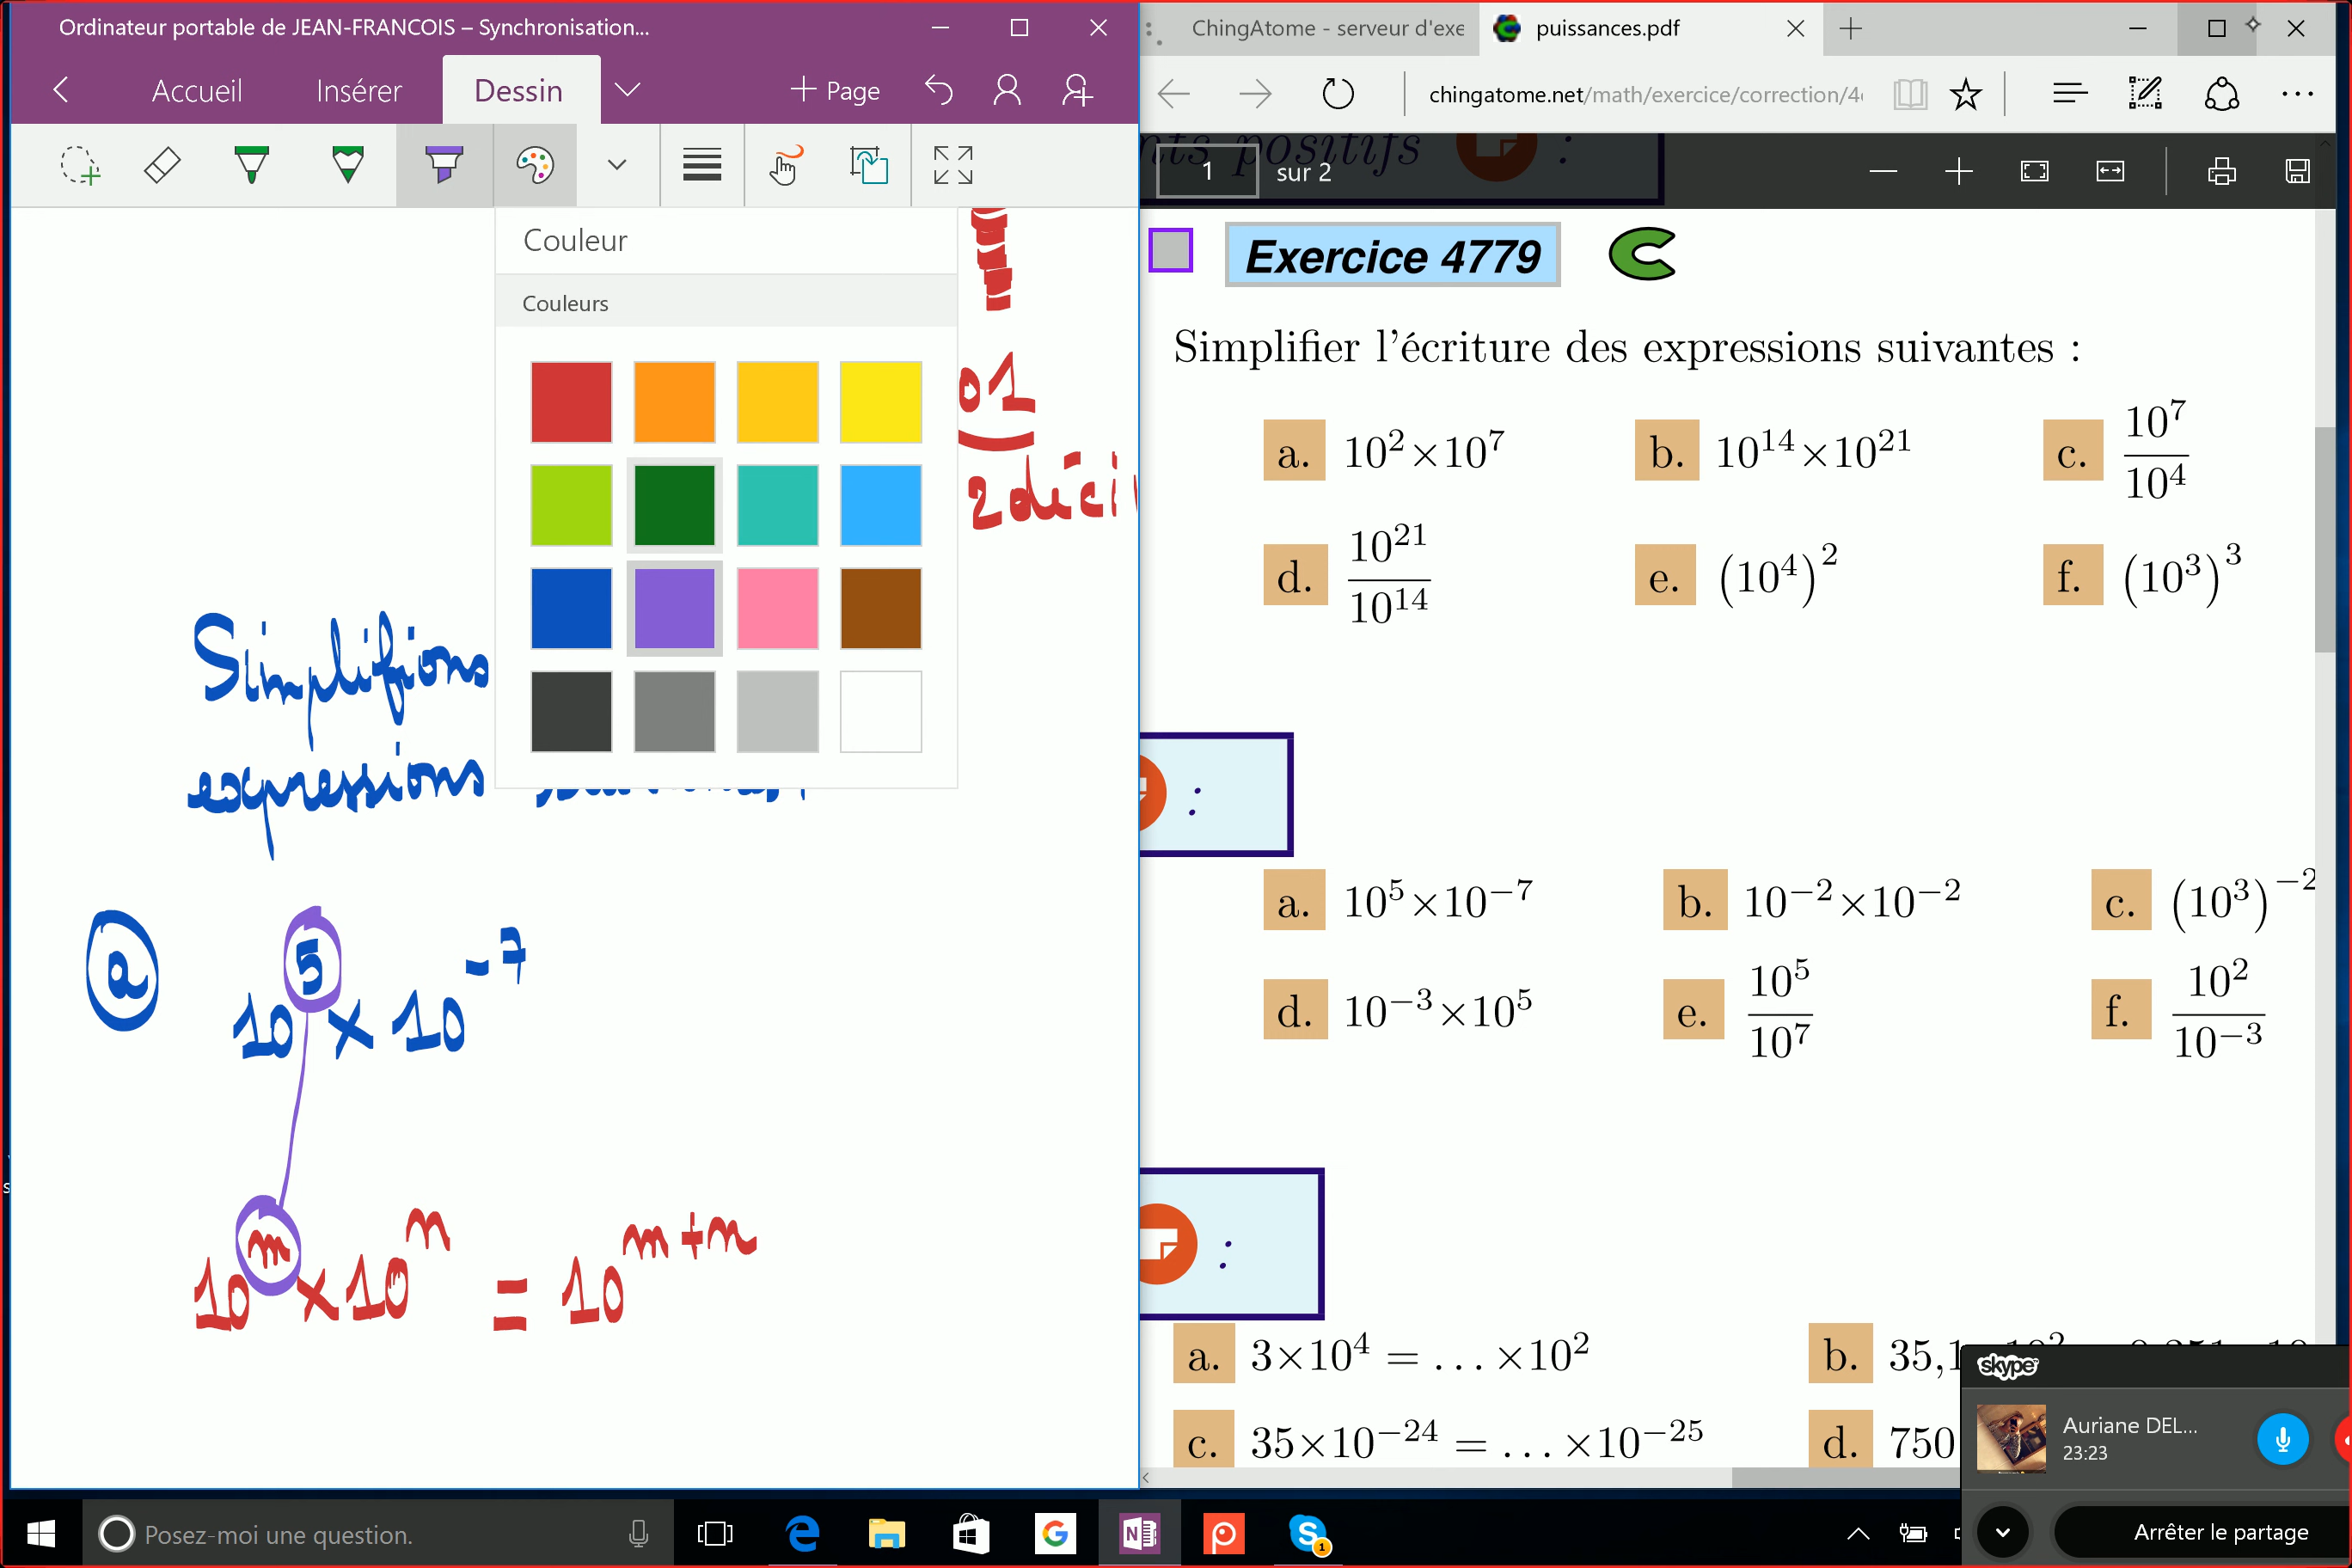 Ordinateur portable de JEAN-FRANCOIS – Synchronisation...
Accueil
Insérer
Dessin
Page
Couleur
Couleurs
01
Simplifions
expressions
a
10^5 × 10^-7
10^m × 10^n = 10^m+n
ChingAtome - serveur d'exe
puissances.pdf
chingatome.net/math/exercice/correction/4
nts positifs :
1 sur 2
Exercice 4779
Simplifier l'écriture des expressions suivantes :
a. 10^2×10^7 b. 10^14×10^21 c. 10^7/10^4
d. 10^21/10^14 e. (10^4)^2 f. (10^3)^3
:
a. 10^5×10^−7 b. 10^−2×10^−2 c. (10^3)^−2
d. 10^−3×10^5 e. 10^5/10^7 f. 10^2/10^−3
:
a. 3×10^4 = ...×10^2 b. 35,1
c. 35×10^−24 = ...×10^−25 d. 750
skype
Auriane DEL...
23:23
Arrêter le partage
Posez-moi une question.